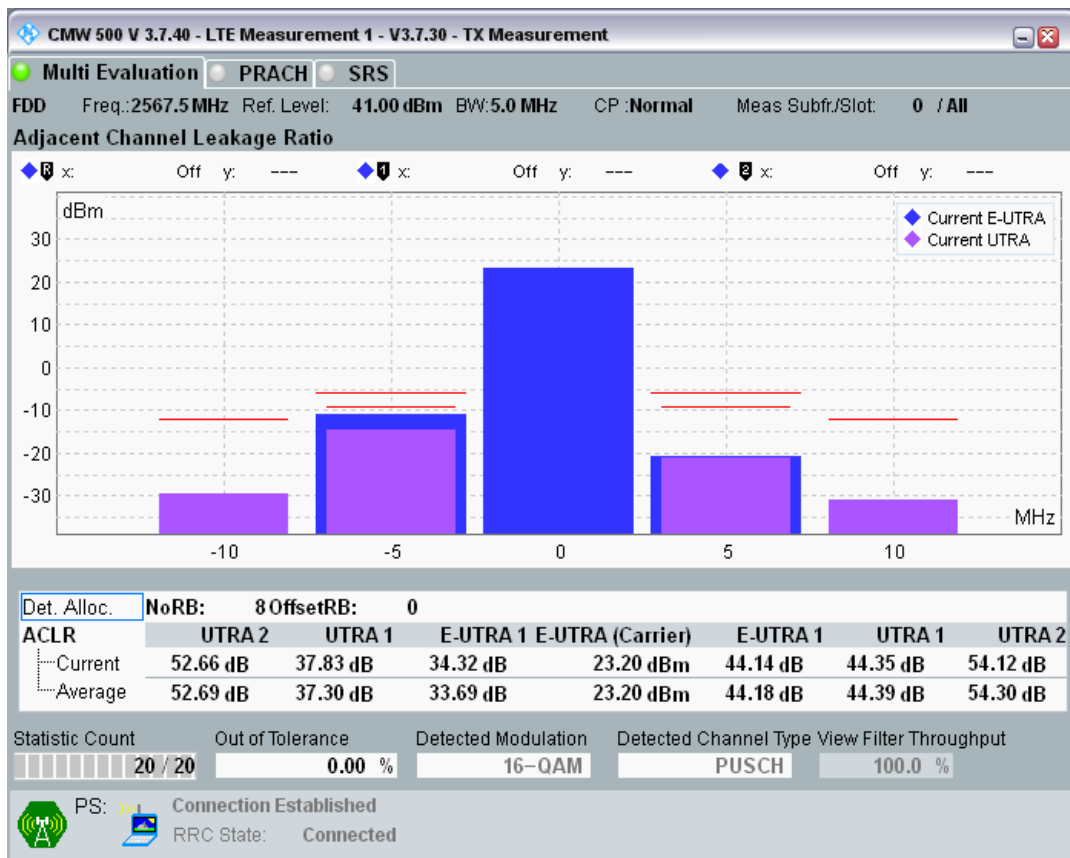 CMW 500 V 3.7.40 - LTE Measurement 1 - V3.7.30 - TX Measurement
Multi Evaluation PRACH SRS
FDD Freq.:2567.5 MHz Ref. Level: 41.00 dBm BW:5.0 MHz CP :Normal Meas Subfr./Slot: 0 / All
Adjacent Channel Leakage Ratio
R x: Off y: --- 1 x: Off y: --- 2 x: Off y: ---
dBm
Current E-UTRA
Current UTRA
30
20
10
0
-10
-20
-30
MHz
-10 -5 0 5 10
Det. Alloc. NoRB: 8 OffsetRB: 0
ACLR UTRA 2 UTRA 1 E-UTRA 1 E-UTRA (Carrier) E-UTRA 1 UTRA 1 UTRA 2
Current 52.66 dB 37.83 dB 34.32 dB 23.20 dBm 44.14 dB 44.35 dB 54.12 dB
Average 52.69 dB 37.30 dB 33.69 dB 23.20 dBm 44.18 dB 44.39 dB 54.30 dB
Statistic Count Out of Tolerance Detected Modulation Detected Channel Type View Filter Throughput
20 / 20 0.00 % 16-QAM PUSCH 100.0 %
PS: Connection Established
RRC State: Connected